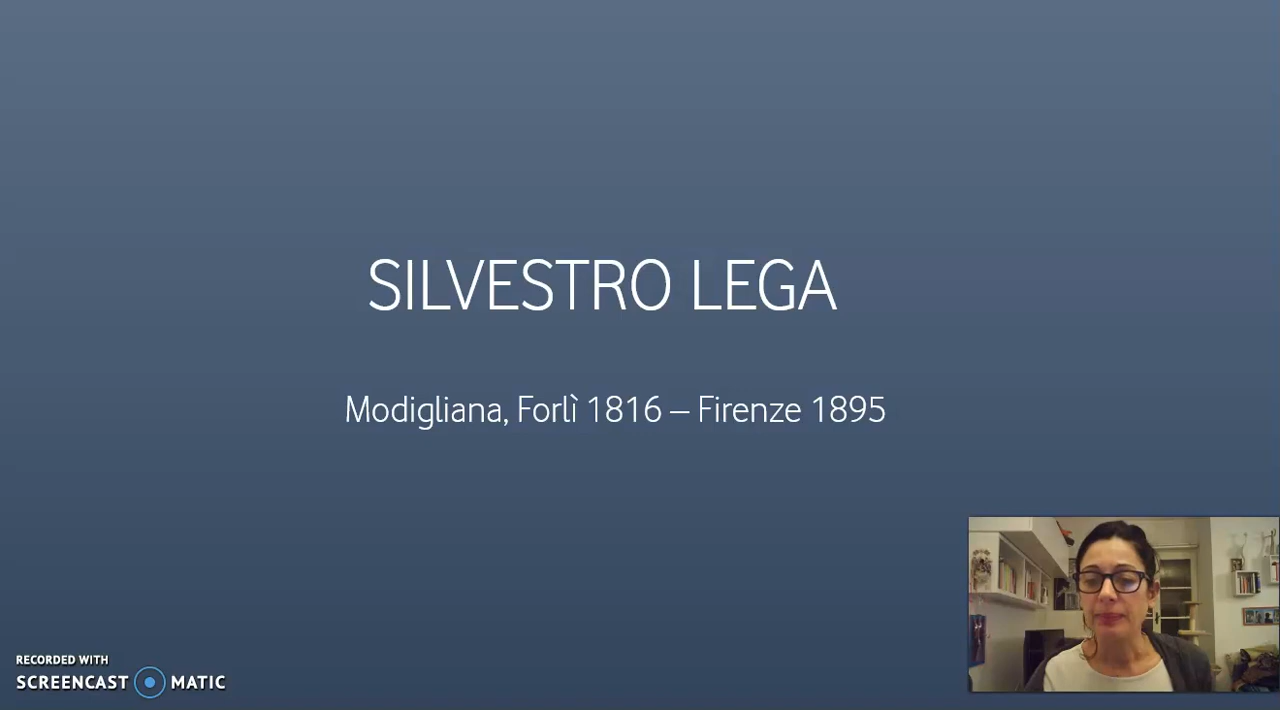 SILVESTRO LEGA
Modigliana, Forlì 1816 – Firenze 1895
RECORDED WITH
SCREENCAST MATIC